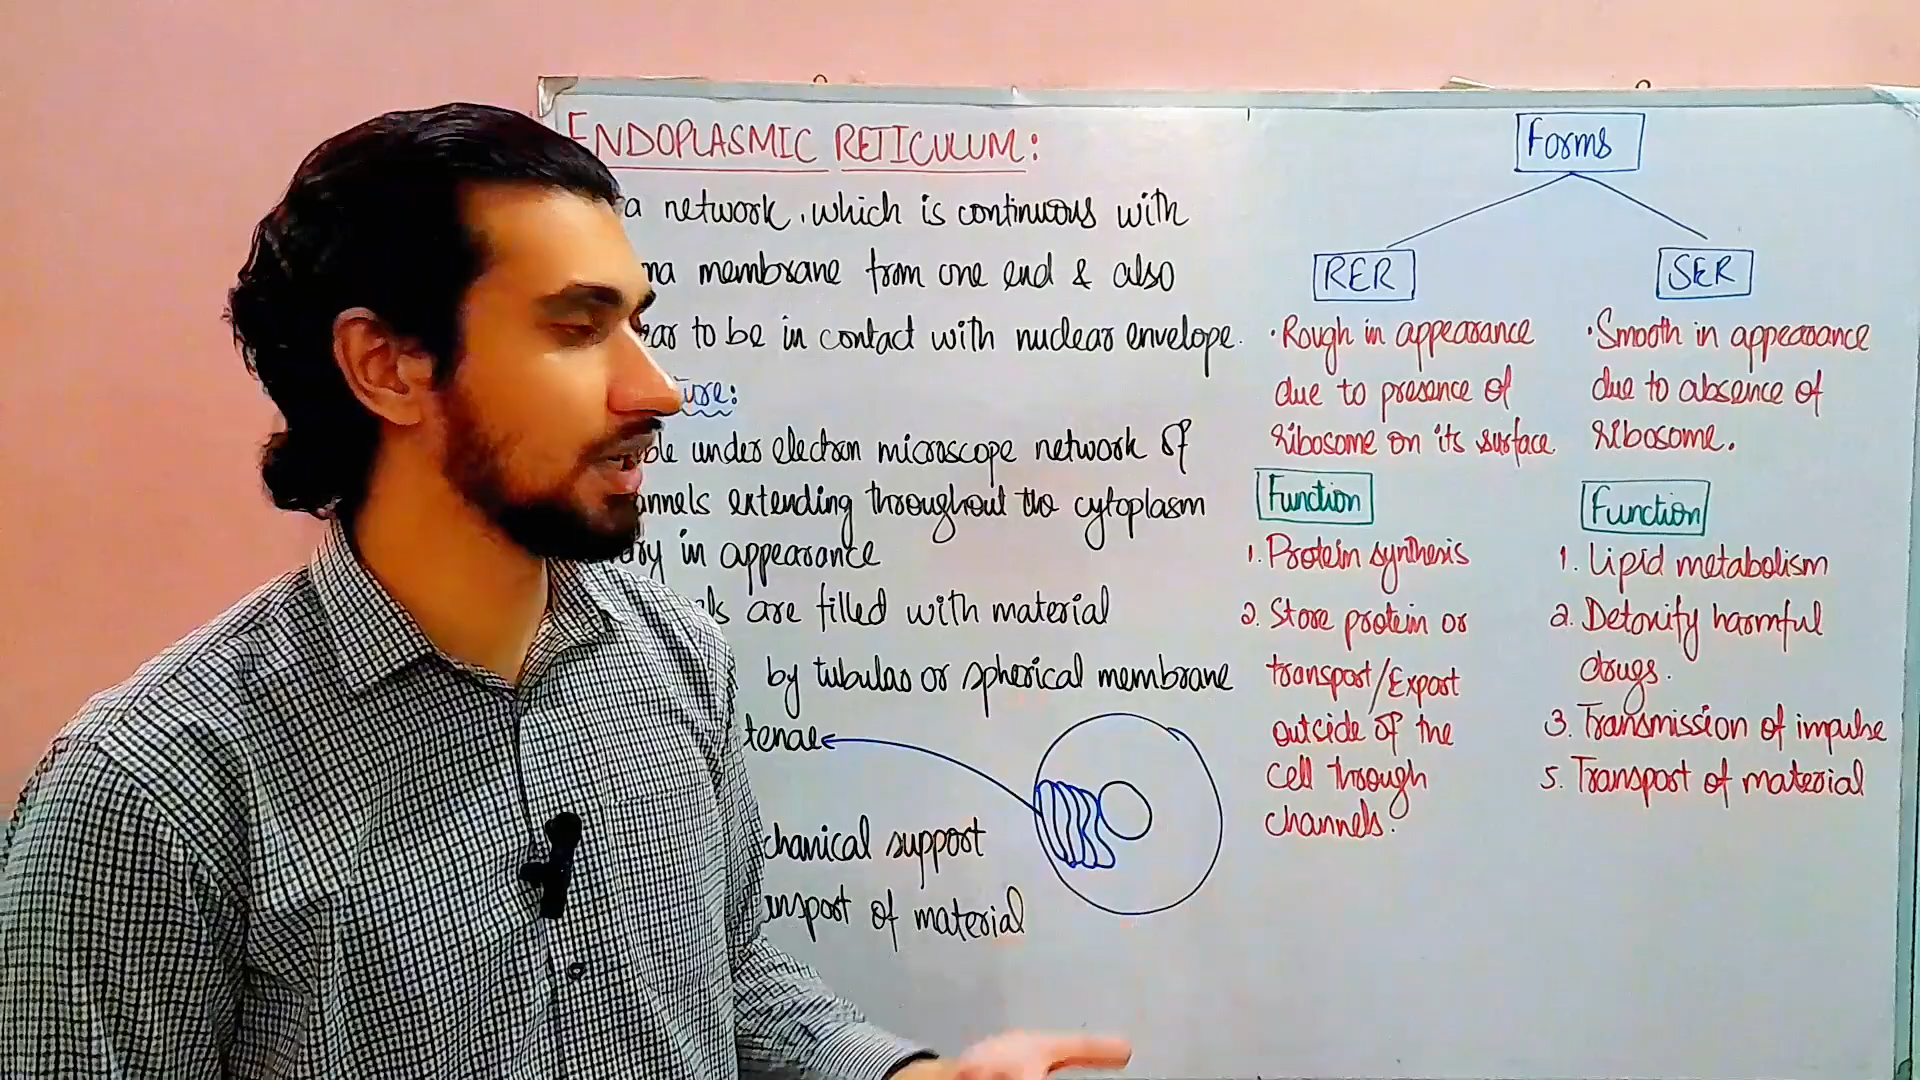 ENDOPLASMIC RETICULUM:
a network, which is continuous with
membrane from one end & also
to be in contact with nuclear envelope.
under electron microscope network of
extending throughout the cytoplasm
in appearance
are filled with material
by tubular or spherical membrane
support
of material
Forms
RER
• Rough in appearance
due to presence of
ribosome on its surface
Function
1. Protein synthesis
2. Store protein or
transport/Export
outcide of the
cell through
channels.
SER
• Smooth in appearance
due to absence of
ribosome.
Function
1. Lipid metabolism
2. Detoxify harmful
drugs.
3. Transmission of impulse
5. Transport of material